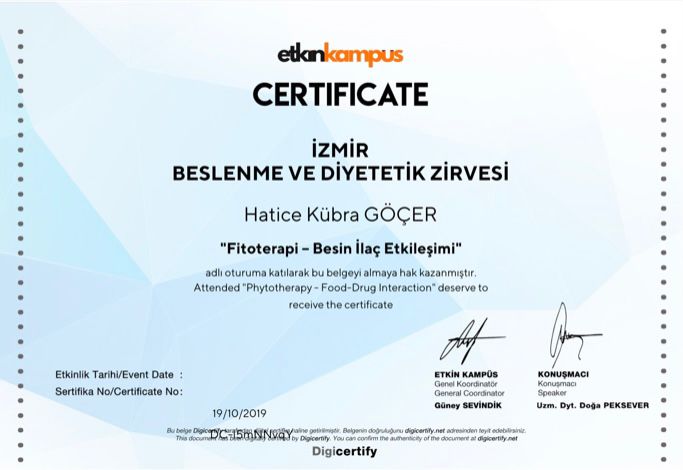 etkinkampus
CERTIFICATE
İZMİR
BESLENME VE DİYETETİK ZİRVESİ
Hatice Kübra GÖÇER
"Fitoterapi – Besin İlaç Etkileşimi"
adlı oturuma katılarak bu belgeyi almaya hak kazanmıştır.
Attended "Phytotherapy - Food-Drug Interaction" deserve to
receive the certificate
Etkinlik Tarihi/Event Date :
Sertifika No/Certificate No:
19/10/2019
ETKİN KAMPÜS
Genel Koordinatör
General Coordinator
Güney SEVİNDİK
KONUŞMACI
Konuşmacı
Speaker
Uzm. Dyt. Doğa PEKSEVER
Bu belge Digicertify haline getirilmiştir. Belgenin doğruluğunu digicertify.net adresinden teyit edebilirsiniz.
This document has been by Digicertify. You can confirm the authenticity of the document at digicertify.net
Digicertify